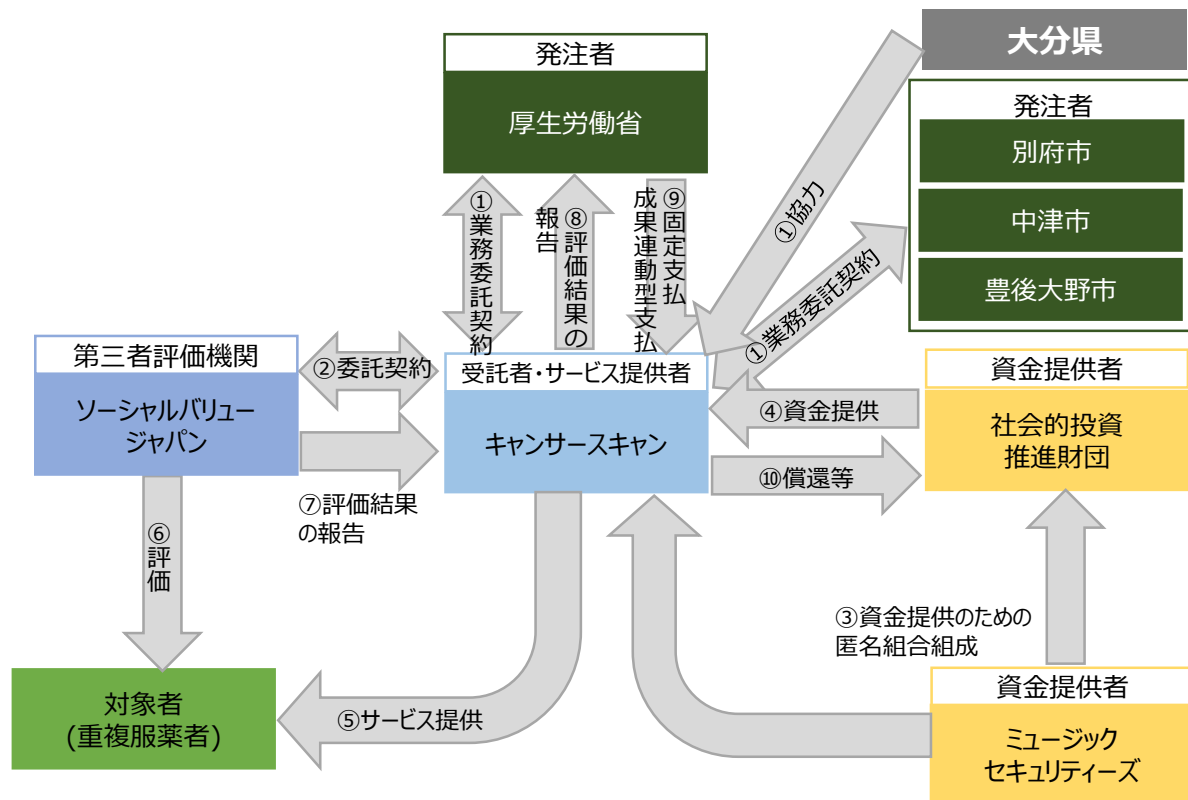 大分県
発注者
厚生労働省
発注者
別府市
中津市
豊後大野市
①業務委託契約
⑧評価結果の
報告
⑨固定支払
成果連動型支払
①協力
①業務委託契約
第三者評価機関
ソーシャルバリュー
ジャパン
②委託契約
受託者・サービス提供者
キャンサースキャン
④資金提供
資金提供者
社会的投資
推進財団
⑩償還等
⑦評価結果
の報告
⑥評価
③資金提供のための
匿名組合組成
対象者
(重複服薬者)
⑤サービス提供
資金提供者
ミュージック
セキュリティーズ